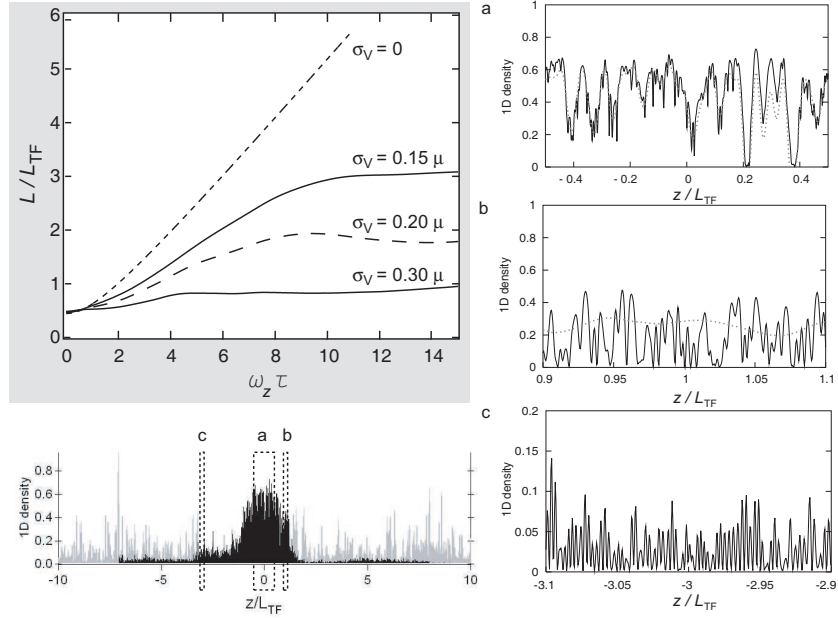 6
5
4
3
2
1
0
L / L_TF
σ_V = 0
σ_V = 0.15 μ
σ_V = 0.20 μ
σ_V = 0.30 μ
0 2 4 6 8 10 12 14
ω_z τ
a
1
0.8
0.6
0.4
0.2
0
1D density
- 0.4 -0.2 0 0.2 0.4
z / L_TF
b
1
0.8
0.6
0.4
0.2
0
1D density
0.9 0.95 1 1.05 1.1
z / L_TF
c a b
0.8
0.6
0.4
0.2
0.0
1D density
-10 -5 0 5 10
z/L_TF
c
0.2
0.15
0.1
0.05
0
1D density
-3.1 -3.05 -3 -2.95 -2.9
z / L_TF